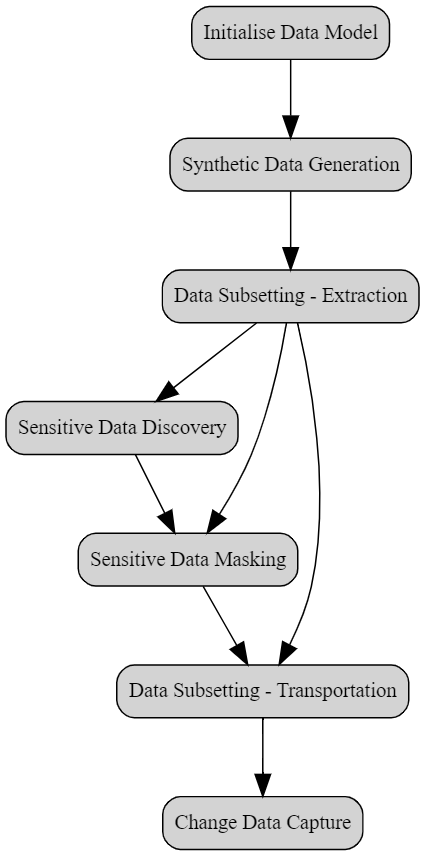 Initialise Data Model
Synthetic Data Generation
Data Subsetting - Extraction
Sensitive Data Discovery
Sensitive Data Masking
Data Subsetting - Transportation
Change Data Capture